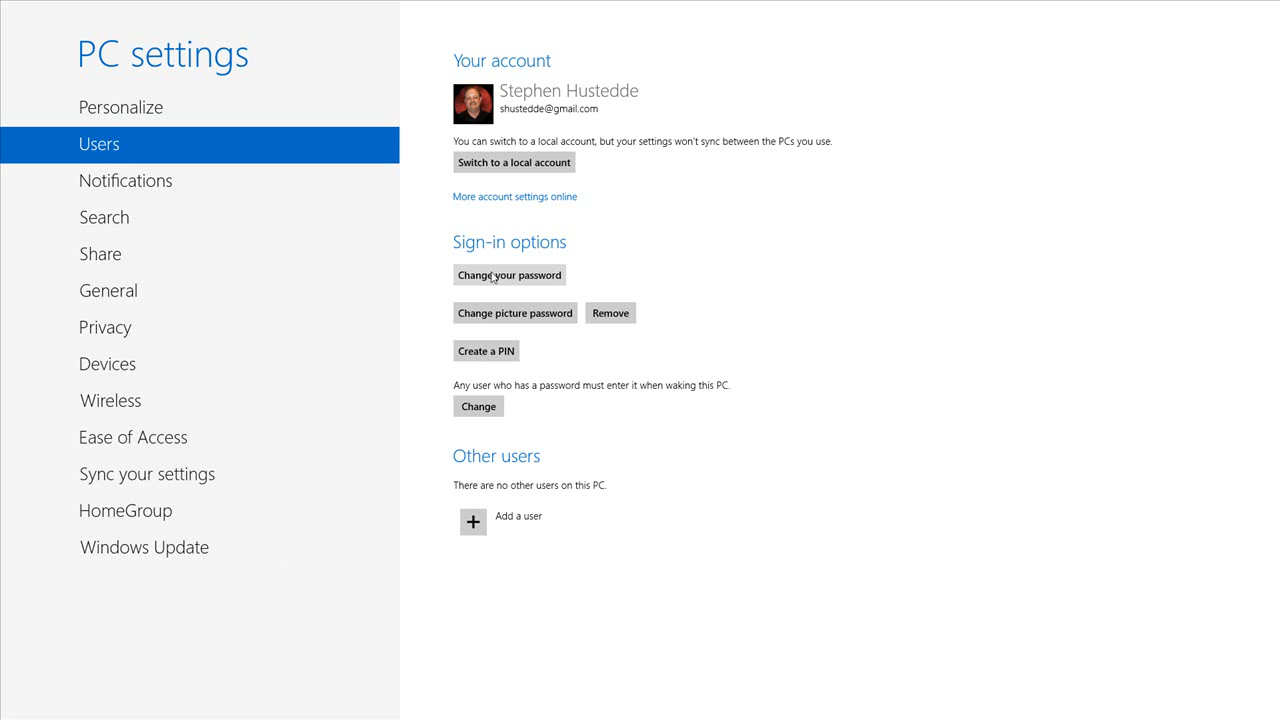 PC settings
Personalize
Users
Notifications
Search
Share
General
Privacy
Devices
Wireless
Ease of Access
Sync your settings
HomeGroup
Windows Update
Your account
Stephen Hustedde
shustedde@gmail.com
You can switch to a local account, but your settings won't sync between the PCs you use.
Switch to a local account
More account settings online
Sign-in options
Change your password
Change picture password Remove
Create a PIN
Any user who has a password must enter it when waking this PC.
Change
Other users
There are no other users on this PC.
+ Add a user